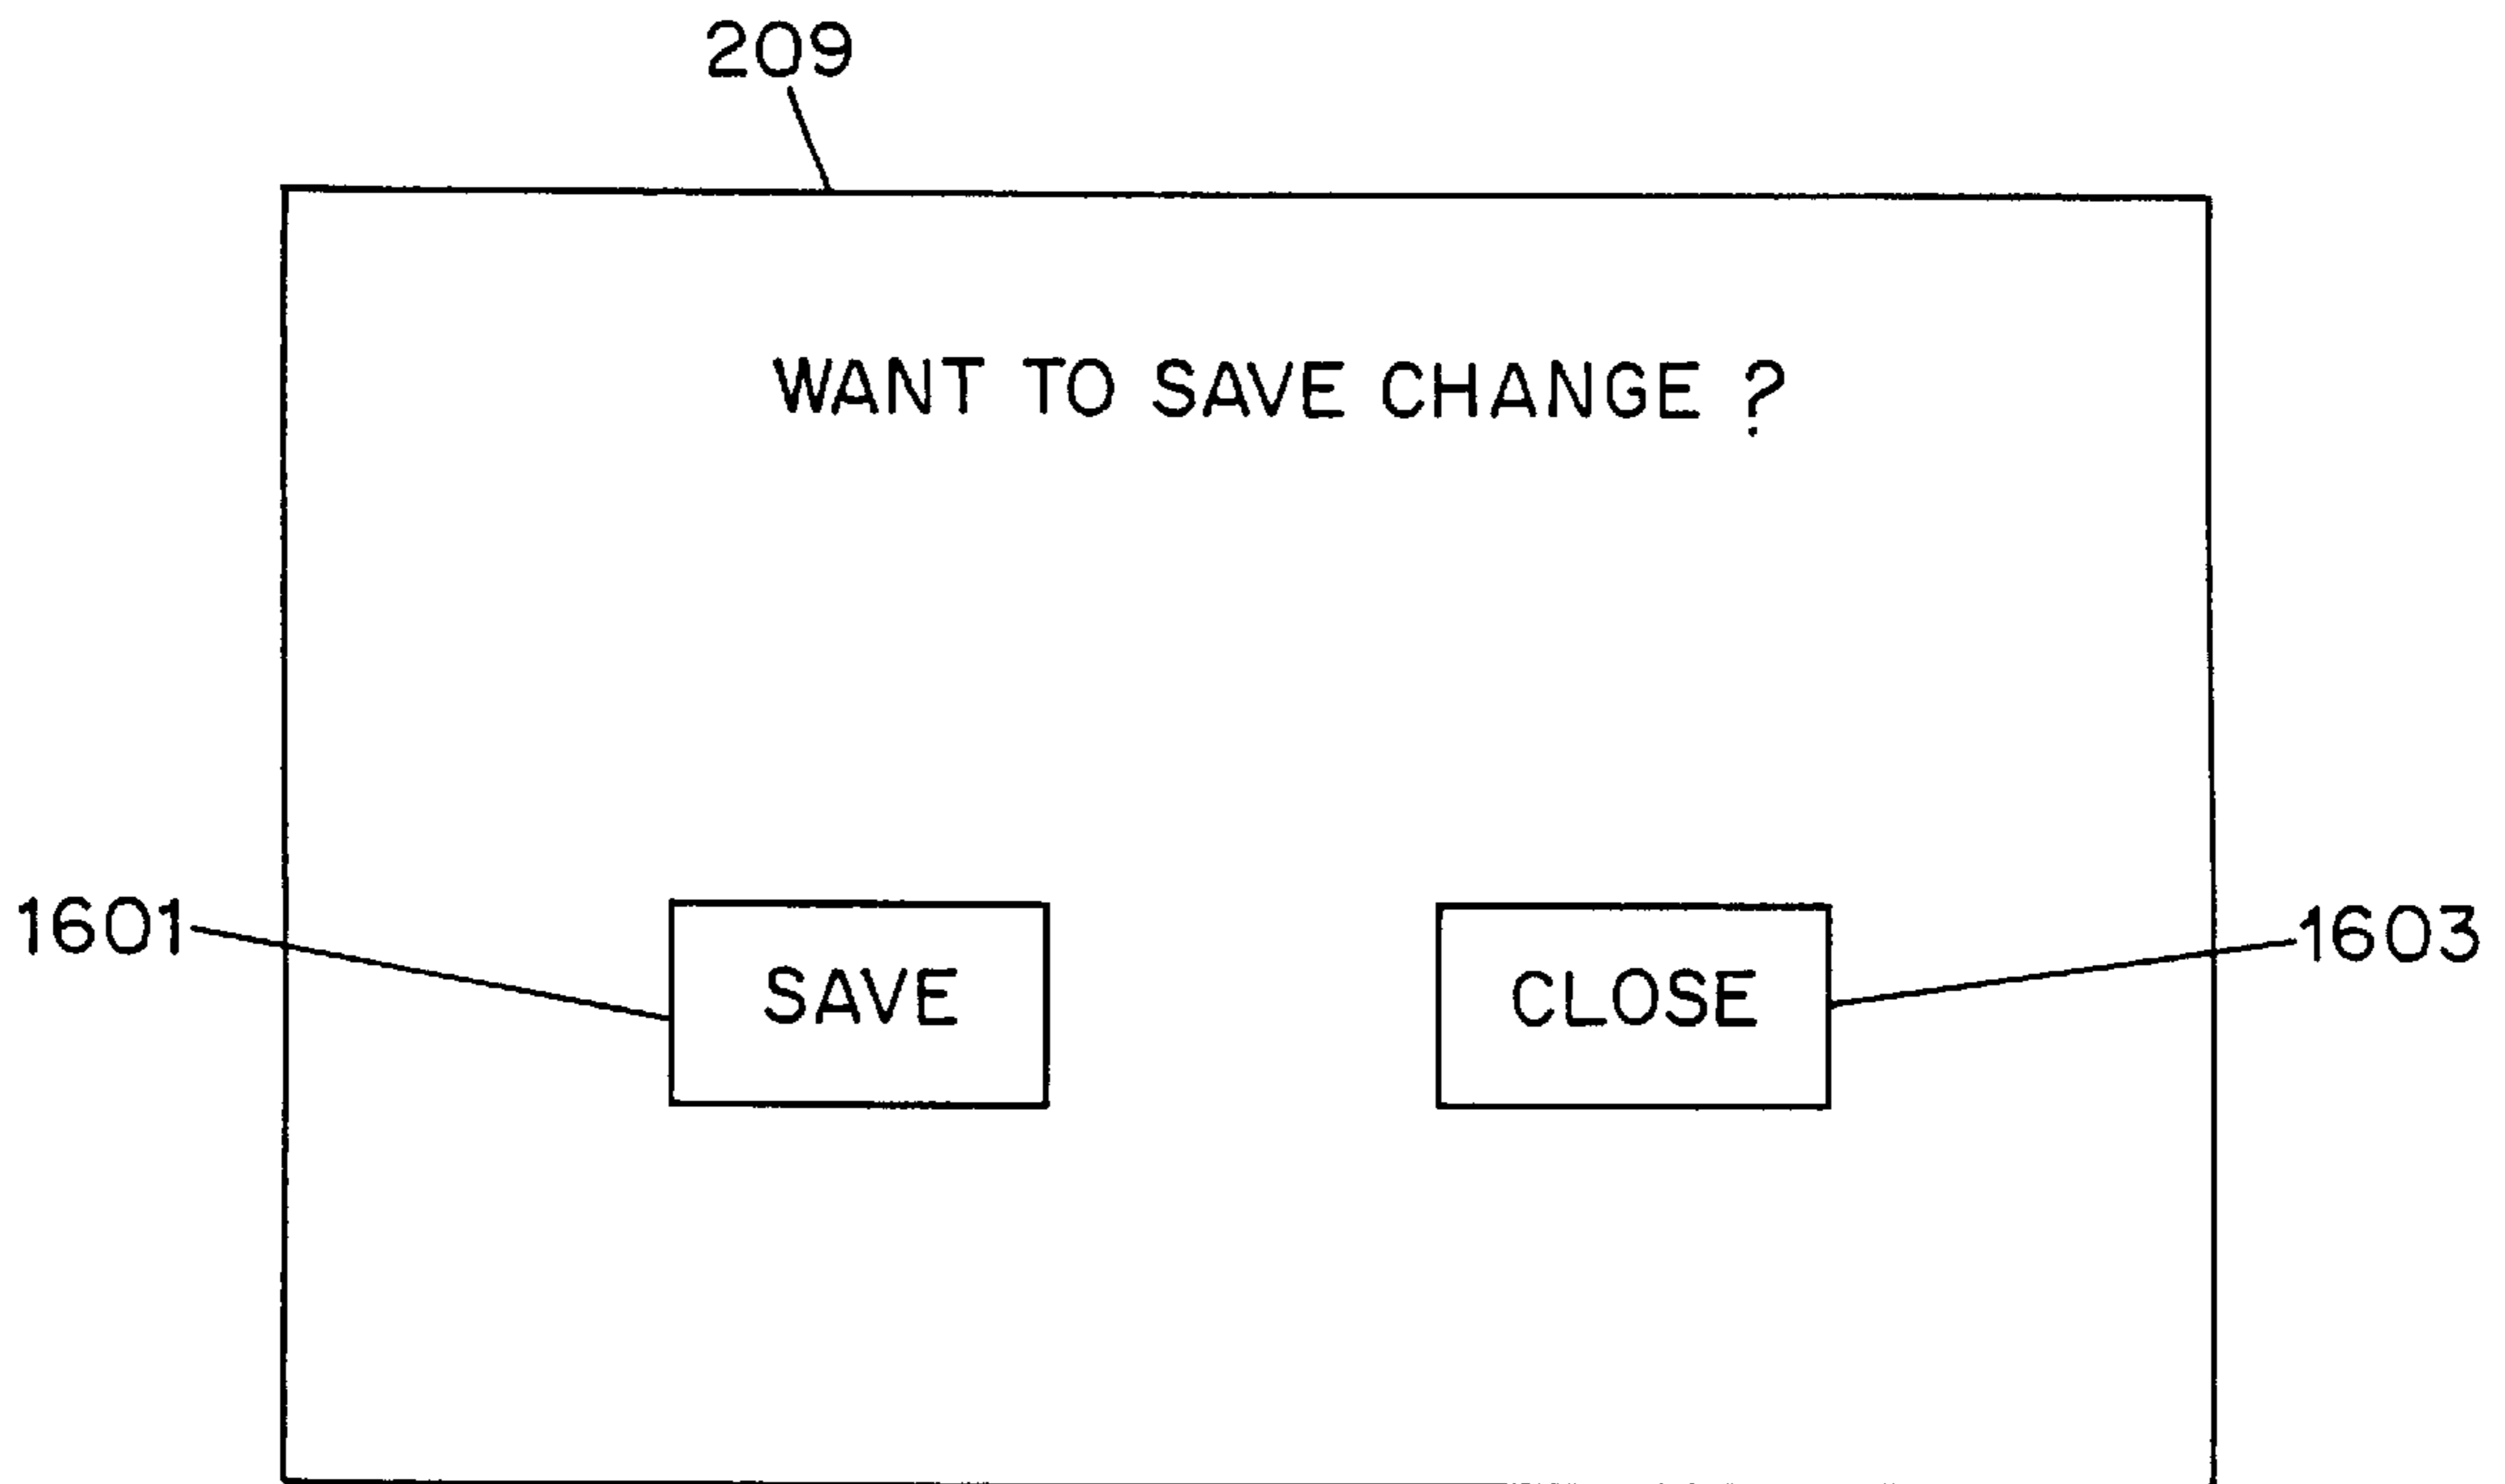 209
WANT TO SAVE CHANGE ?
1601
SAVE
CLOSE
1603